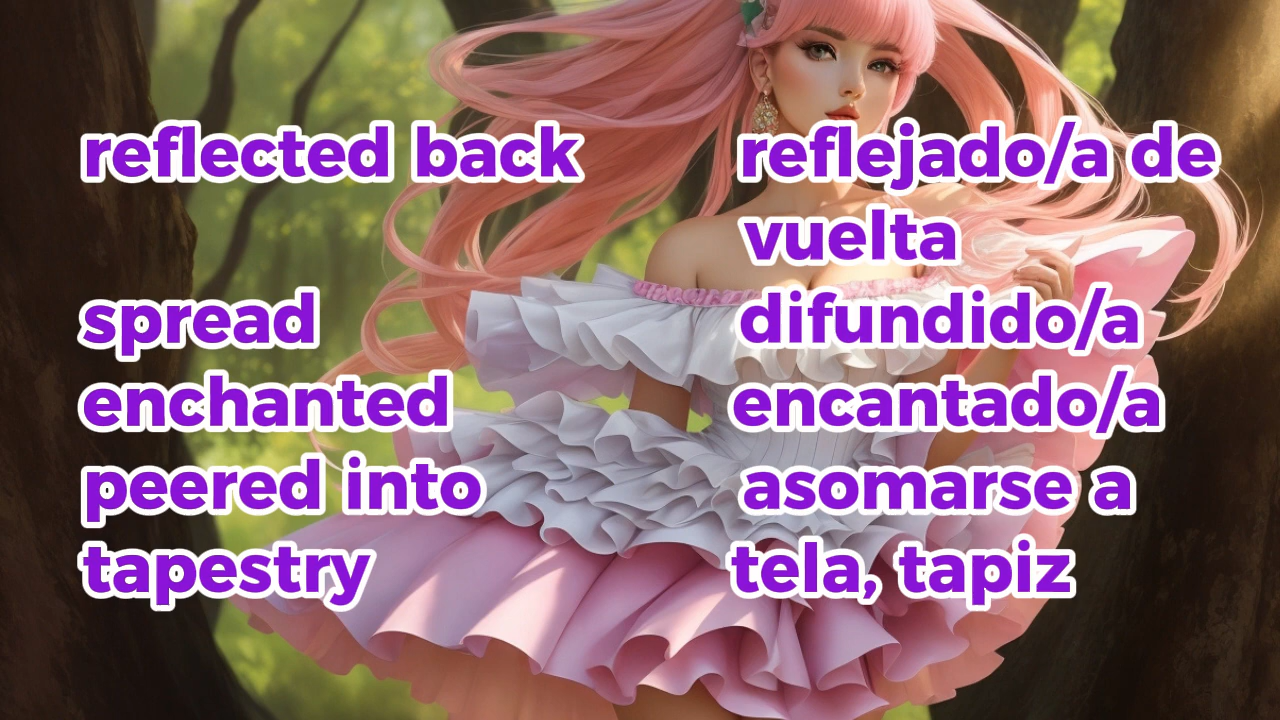 reflected back reflejado/a de
vuelta
spread difundido/a
enchanted encantado/a
peered into asomarse a
tapestry tela, tapiz